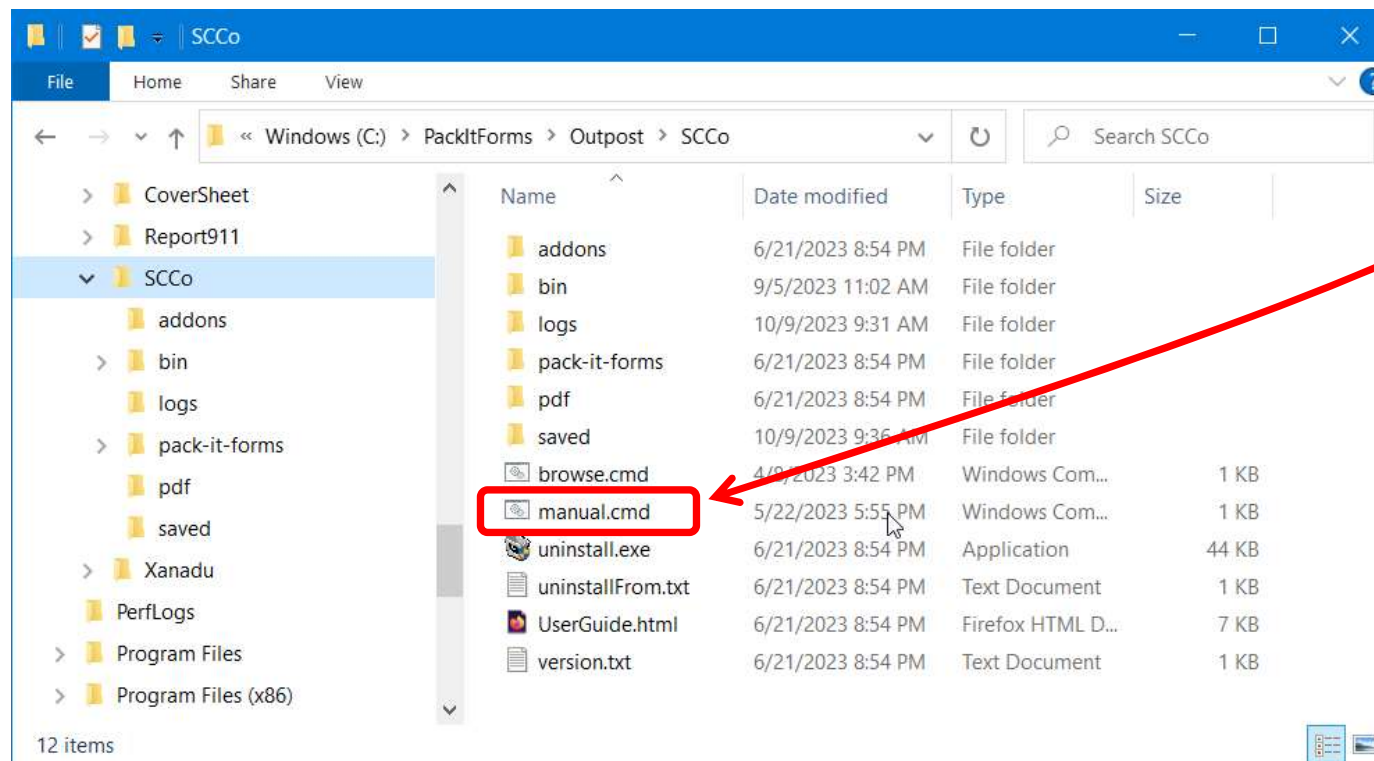 SCCo
File Home Share View
« Windows (C:) > PackItForms > Outpost > SCCo
Search SCCo
CoverSheet
Report911
SCCo
addons
bin
logs
pack-it-forms
pdf
saved
Xanadu
PerfLogs
Program Files
Program Files (x86)
Name Date modified Type Size
addons 6/21/2023 8:54 PM File folder
bin 9/5/2023 11:02 AM File folder
logs 10/9/2023 9:31 AM File folder
pack-it-forms 6/21/2023 8:54 PM File folder
pdf 6/21/2023 8:54 PM File folder
saved 10/9/2023 9:36 AM File folder
browse.cmd 4/8/2023 3:42 PM Windows Com... 1 KB
manual.cmd 5/22/2023 5:55 PM Windows Com... 1 KB
uninstall.exe 6/21/2023 8:54 PM Application 44 KB
uninstallFrom.txt 6/21/2023 8:54 PM Text Document 1 KB
UserGuide.html 6/21/2023 8:54 PM Firefox HTML D... 7 KB
version.txt 6/21/2023 8:54 PM Text Document 1 KB
12 items